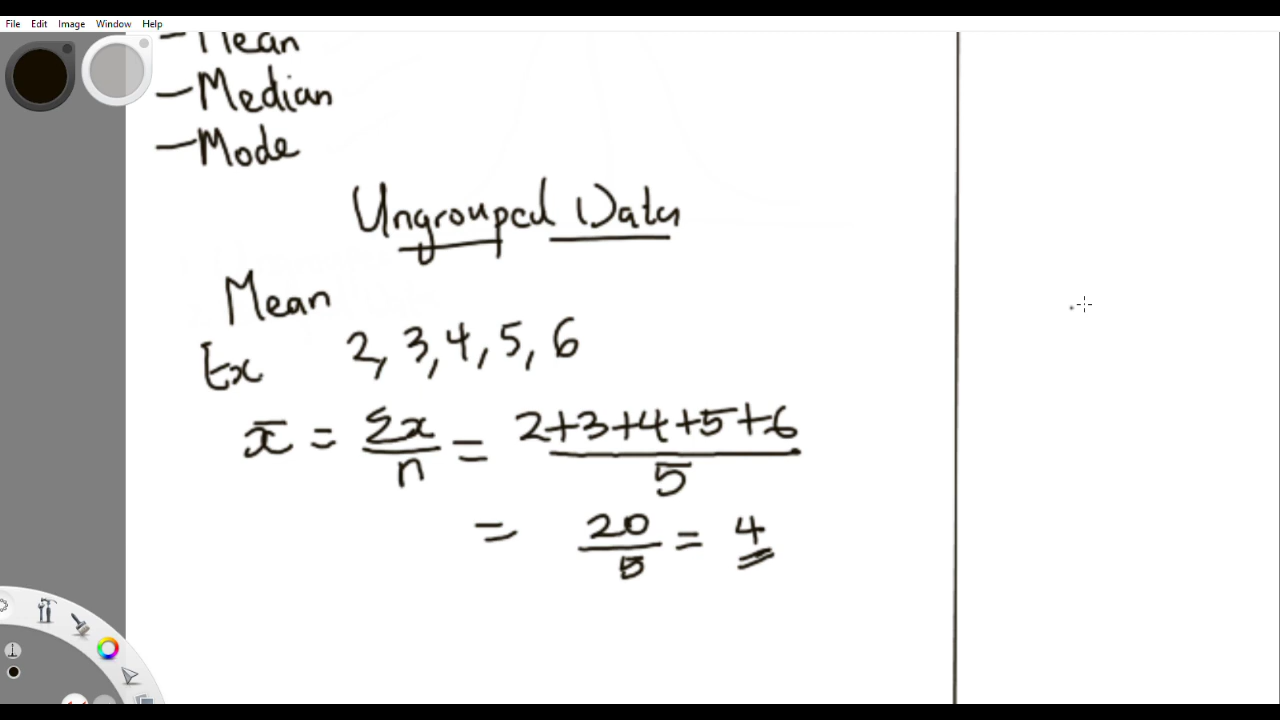 File Edit Image Window Help
- Mean
- Median
- Mode
Ungrouped Data
Mean
Ex 2, 3, 4, 5, 6
x̄ = Σx/n = (2+3+4+5+6)/5
= 20/5 = 4